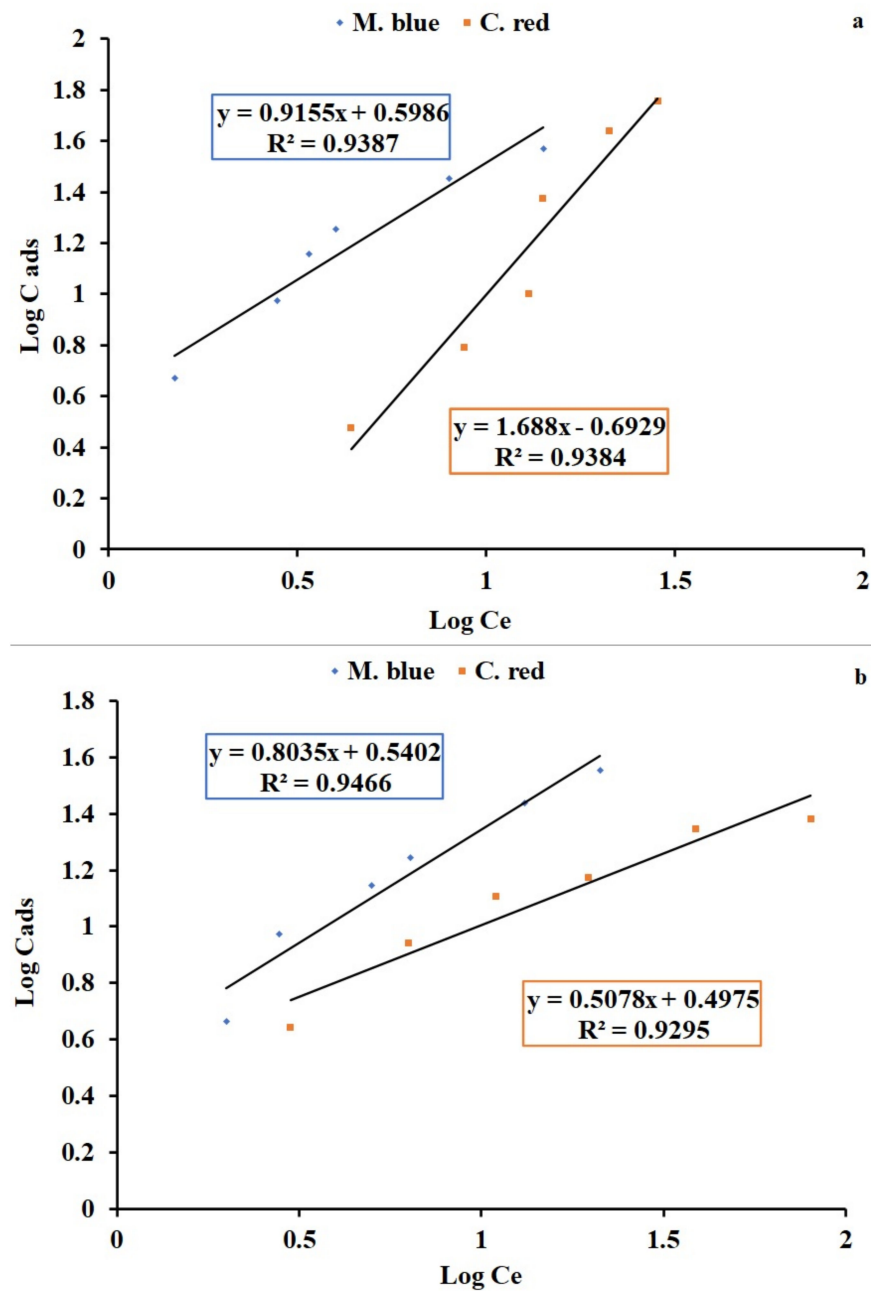 M. blue C. red a
2
1.8
1.6
1.4
1.2
1
0.8
0.6
0.4
0.2
0
y = 0.9155x + 0.5986
R² = 0.9387
y = 1.688x - 0.6929
R² = 0.9384
Log C ads
0 0.5 1 1.5 2
Log Ce
M. blue C. red b
1.8
1.6
1.4
1.2
1
0.8
0.6
0.4
0.2
0
y = 0.8035x + 0.5402
R² = 0.9466
y = 0.5078x + 0.4975
R² = 0.9295
Log Cads
0 0.5 1 1.5 2
Log Ce